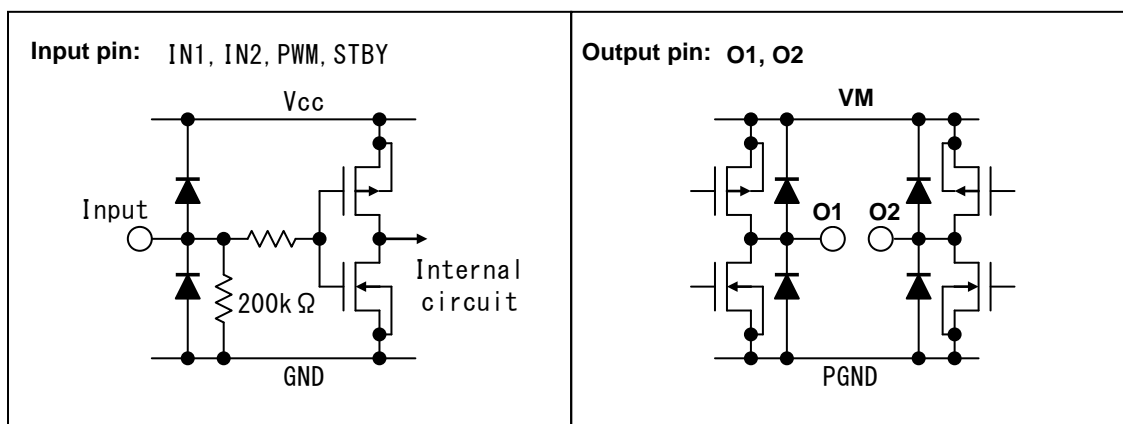 Input pin: IN1, IN2, PWM, STBY
Vcc
Input
200kΩ
Internal
circuit
GND
Output pin: O1, O2
VM
O1 O2
PGND